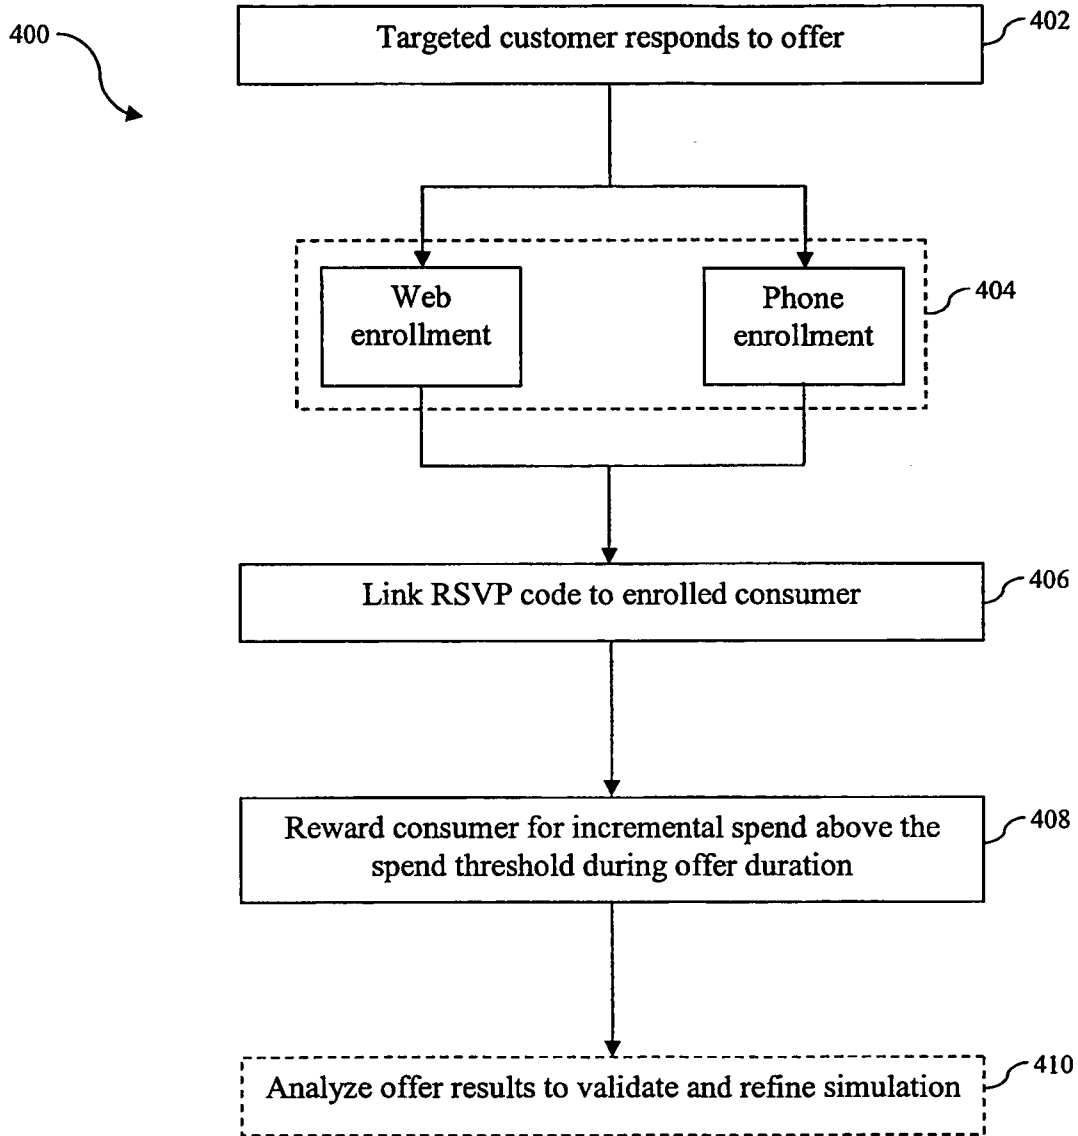 400
Targeted customer responds to offer
402
Web
enrollment
Phone
enrollment
404
Link RSVP code to enrolled consumer
406
Reward consumer for incremental spend above the
spend threshold during offer duration
408
Analyze offer results to validate and refine simulation
410